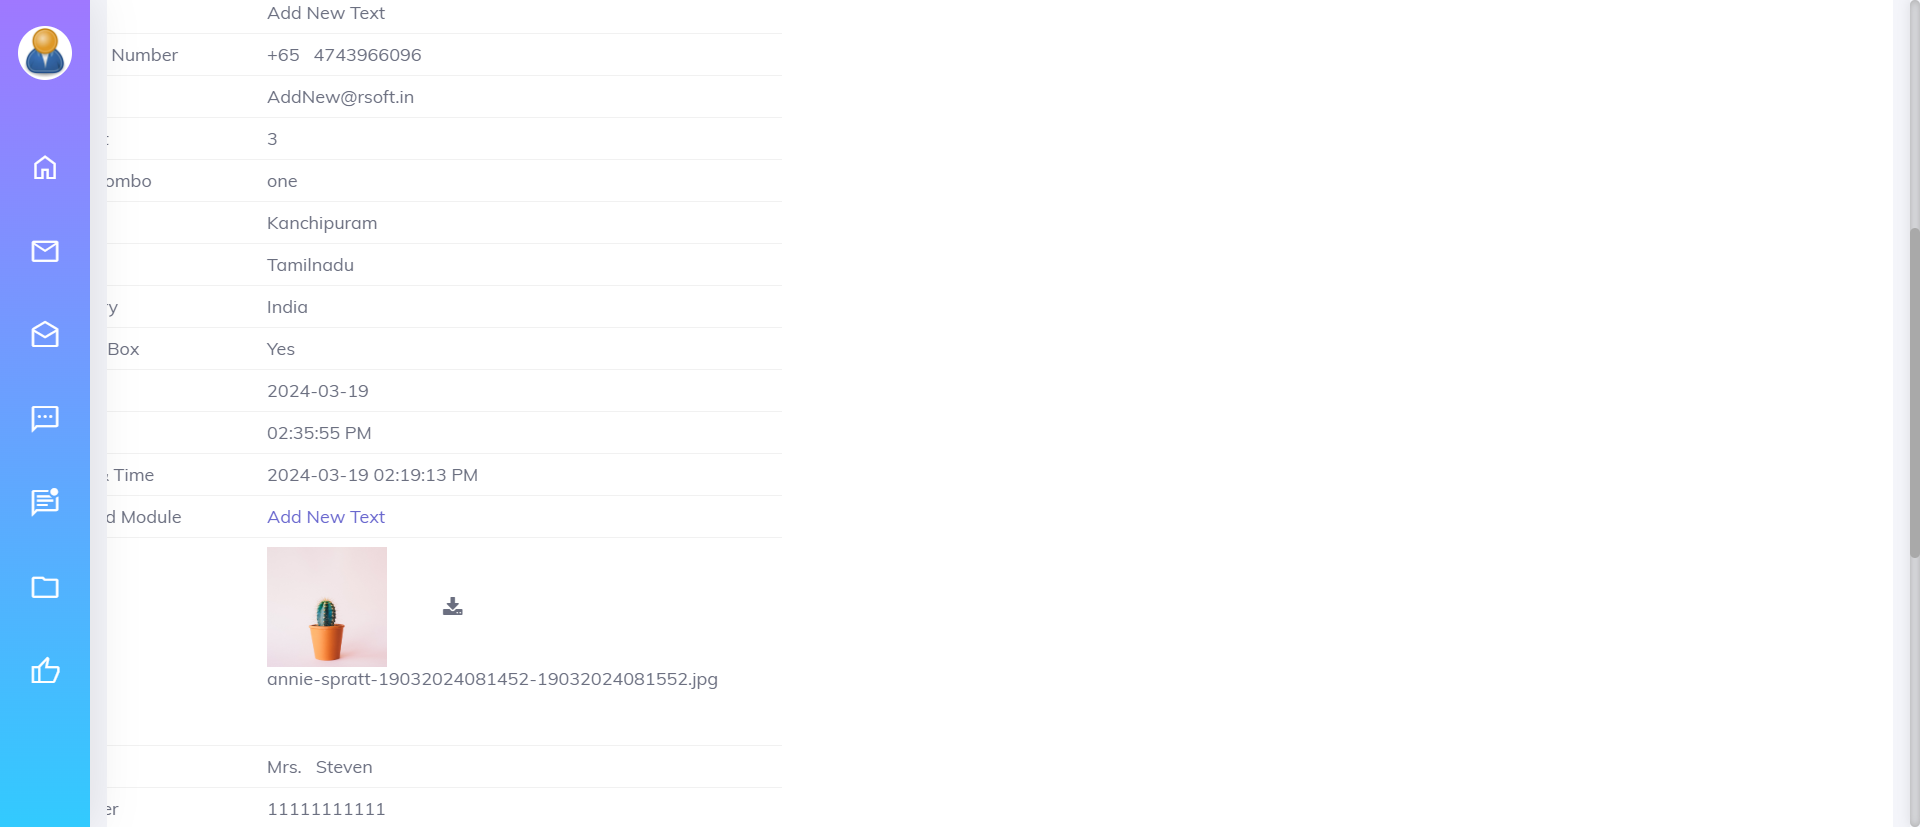 Add New Text
Number +65 4743966096
AddNew@rsoft.in
3
one
Kanchipuram
Tamilnadu
India
Box Yes
2024-03-19
02:35:55 PM
Time 2024-03-19 02:19:13 PM
Module Add New Text
annie-spratt-19032024081452-19032024081552.jpg
Mrs. Steven
11111111111